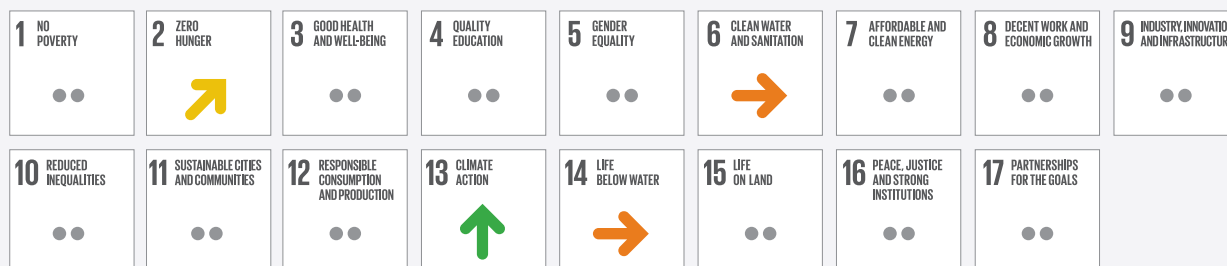 1 NO
POVERTY
2 ZERO
HUNGER
3 GOOD HEALTH
AND WELL-BEING
4 QUALITY
EDUCATION
5 GENDER
EQUALITY
6 CLEAN WATER
AND SANITATION
7 AFFORDABLE AND
CLEAN ENERGY
8 DECENT WORK AND
ECONOMIC GROWTH
9 INDUSTRY, INNOVATIO
AND INFRASTRUCTUR
10 REDUCED
INEQUALITIES
11 SUSTAINABLE CITIES
AND COMMUNITIES
12 RESPONSIBLE
CONSUMPTION
AND PRODUCTION
13 CLIMATE
ACTION
14 LIFE
BELOW WATER
15 LIFE
ON LAND
16 PEACE, JUSTICE
AND STRONG
INSTITUTIONS
17 PARTNERSHIPS
FOR THE GOALS